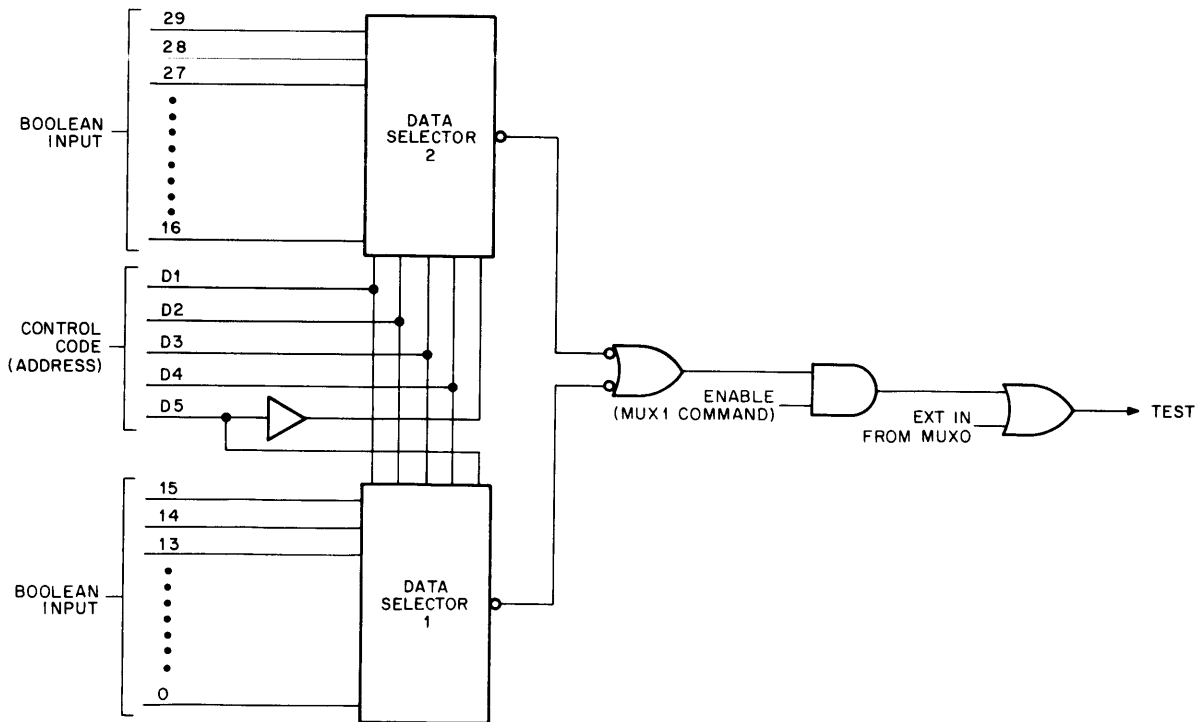 29
28
27
BOOLEAN
INPUT
DATA
SELECTOR
2
16
D1
D2
CONTROL
CODE
(ADDRESS)
D3
D4
D5
ENABLE
(MUX1 COMMAND)
EXT IN
FROM MUX0
TEST
15
14
13
BOOLEAN
INPUT
DATA
SELECTOR
1
0